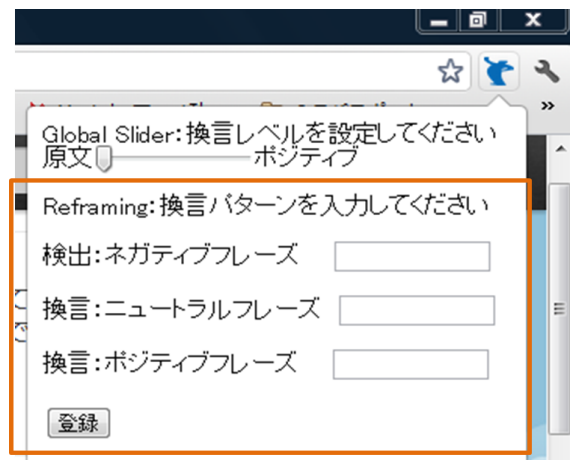 Global Slider:換言レベルを設定してください
原文 ポジティブ
Reframing:換言パターンを入力してください
検出:ネガティブフレーズ
換言:ニュートラルフレーズ
換言:ポジティブフレーズ
登録